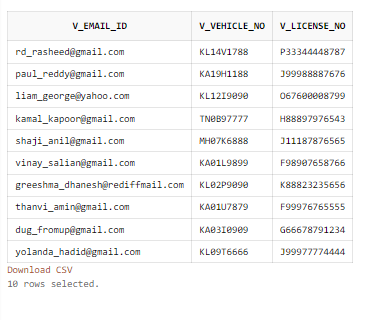 V_EMAIL_ID V_VEHICLE_NO V_LICENSE_NO
rd_rasheed@gmail.com KL14V1788 P33344448787
paul_reddy@gmail.com KA19H1188 J99988887676
liam_george@yahoo.com KL12I9090 O67600008799
kamal_kapoor@gmail.com TN0B97777 H88897976543
shaji_anil@gmail.com MH07K6888 J11187876565
vinay_salian@gmail.com KA01L9899 F98907658766
greeshma_dhanesh@rediffmail.com KL02P9090 K88823235656
thanvi_amin@gmail.com KA01U7879 F99976765555
dug_fromup@gmail.com KA03I0909 G66678791234
yolanda_hadid@gmail.com KL09T6666 J99977774444
Download CSV
10 rows selected.